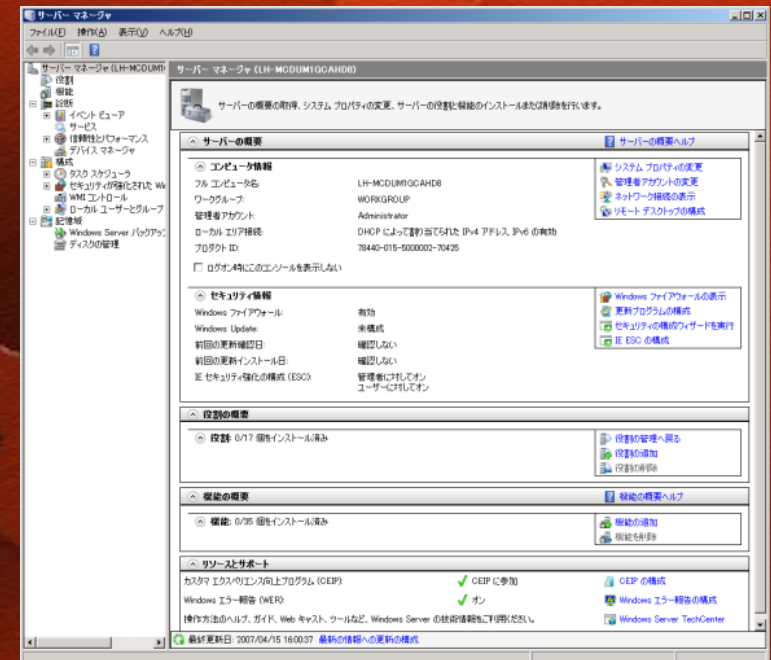 サーバー マネージャ
ファイル(F) 操作(A) 表示(V) ヘルプ(H)
サーバー マネージャ (LH-MCDUM1
役割
機能
診断
イベント ビューア
サービス
信頼性とパフォーマンス
デバイス マネージャ
構成
タスク スケジューラ
セキュリティが強化された Wi
WMI コントロール
ローカル ユーザーとグループ
記憶域
Windows Server バックアップ
ディスクの管理
サーバー マネージャ (LH-MCDUM1GCAHD8)
サーバーの概要の取得、システム プロパティの変更、サーバーの役割と機能のインストールまたは削除を行います。
サーバーの概要
サーバーの概要ヘルプ
コンピュータ情報
フル コンピュータ名: LH-MCDUM1GCAHD8
ワークグループ: WORKGROUP
管理者アカウント: Administrator
ローカル エリア接続: DHCP によって割り当てられた IPv4 アドレス、IPv6 の有効
プロダクト ID: 78440-015-5000002-70425
ログオン時にこのコンソールを表示しない
システム プロパティの変更
管理者アカウントの変更
ネットワーク接続の表示
リモート デスクトップの構成
セキュリティ情報
Windows ファイアウォール: 有効
Windows Update: 未構成
前回の更新確認日: 確認しない
前回の更新インストール日: 確認しない
IE セキュリティ強化の構成 (ESC): 管理者に対してオン
ユーザーに対してオン
Windows ファイアウォールの表示
更新プログラムの構成
セキュリティの構成ウィザードを実行
IE ESC の構成
役割の概要
役割: 0/17 個をインストール済み
役割の管理へ戻る
役割の追加
役割の削除
機能の概要
機能の概要ヘルプ
機能: 0/35 個をインストール済み
機能の追加
機能を削除
リソースとサポート
カスタマ エクスペリエンス向上プログラム (CEIP): CEIP に参加 CEIP の構成
Windows エラー報告 (WER): オン Windows エラー報告の構成
操作方法のヘルプ、ガイド、Web キャスト、ツールなど、Windows Server の技術情報をご利用ください。 Windows Server TechCenter
最終更新日: 2007/04/15 16:00:37 最新の情報への更新の構成